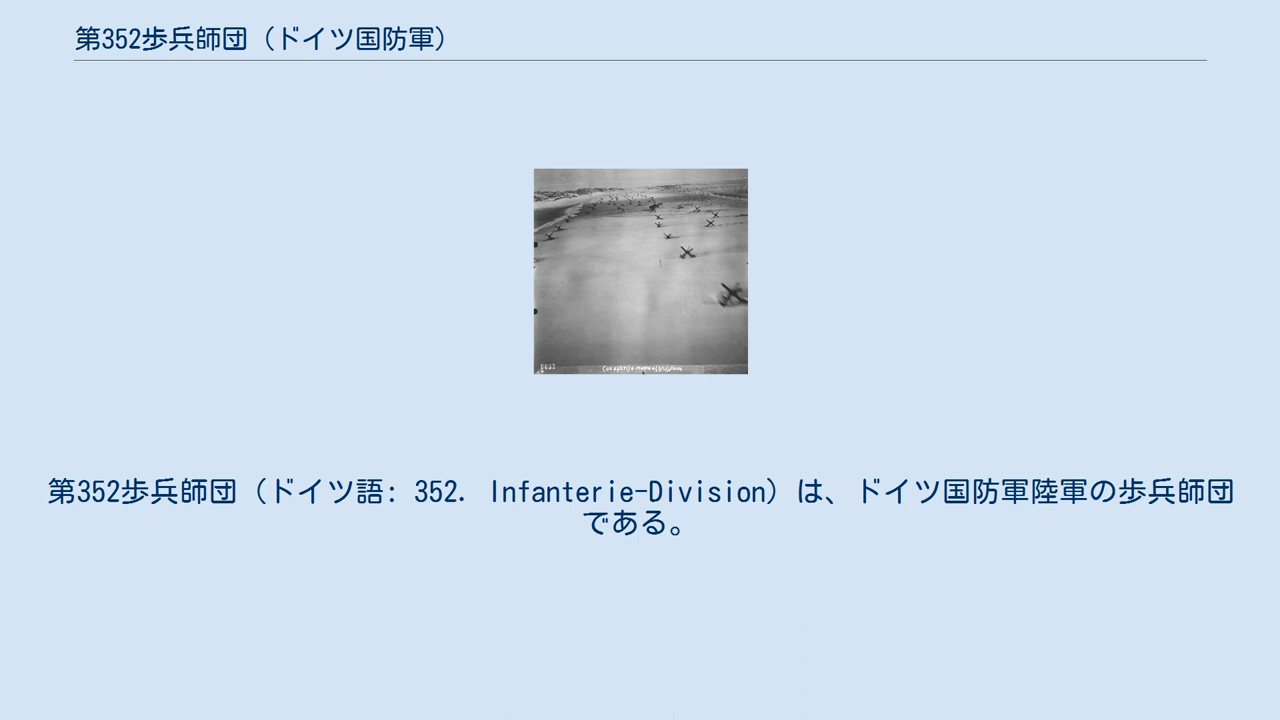 第352歩兵師団（ドイツ国防軍）
第352歩兵師団（ドイツ語: 352. Infanterie-Division）は、ドイツ国防軍陸軍の歩兵師団
である。